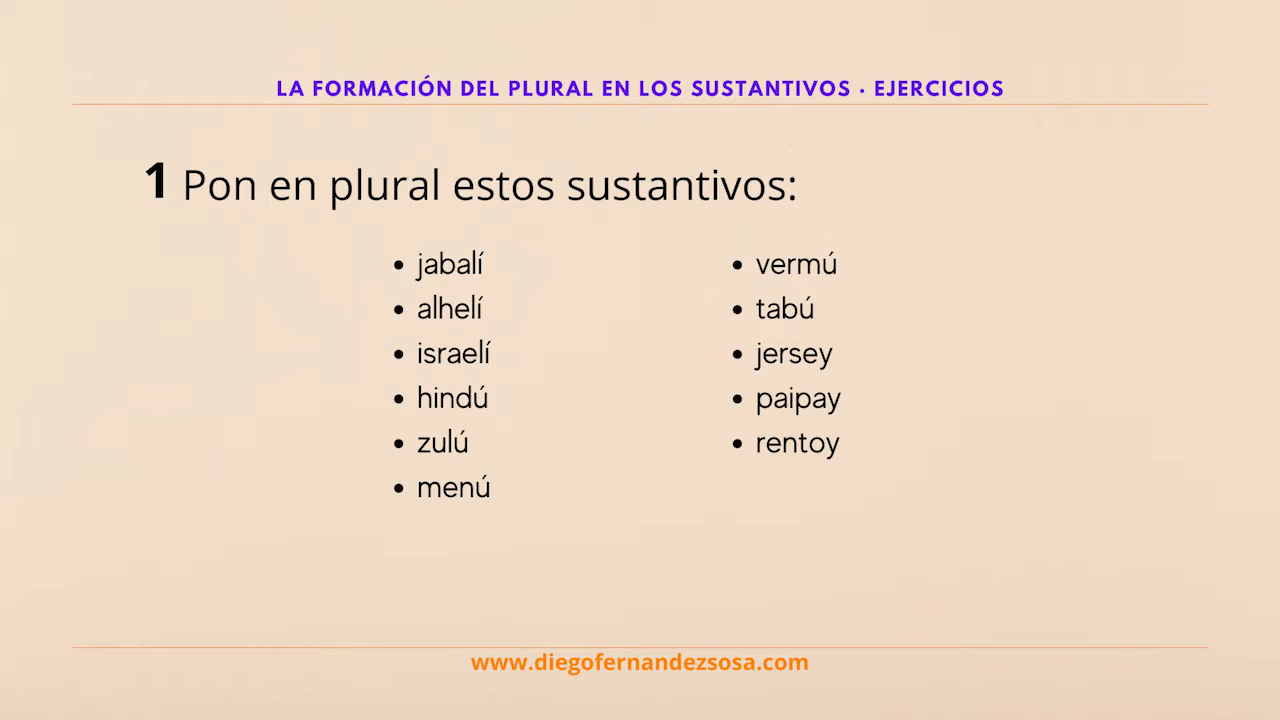 LA FORMACIÓN DEL PLURAL EN LOS SUSTANTIVOS · EJERCICIOS
1 Pon en plural estos sustantivos:
• jabalí
• alhelí
• israelí
• hindú
• zulú
• menú
• vermú
• tabú
• jersey
• paipay
• rentoy
www.diegofernandezsosa.com